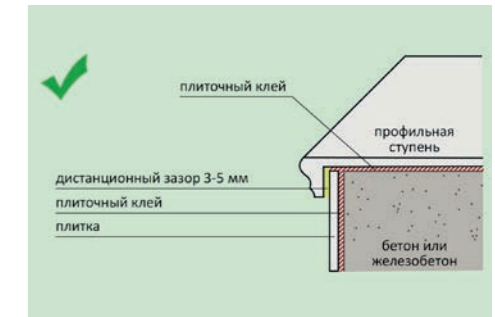 плиточный клей
профильная
ступень
дистанционный зазор 3-5 мм
плиточный клей
плитка
бетон или
железобетон